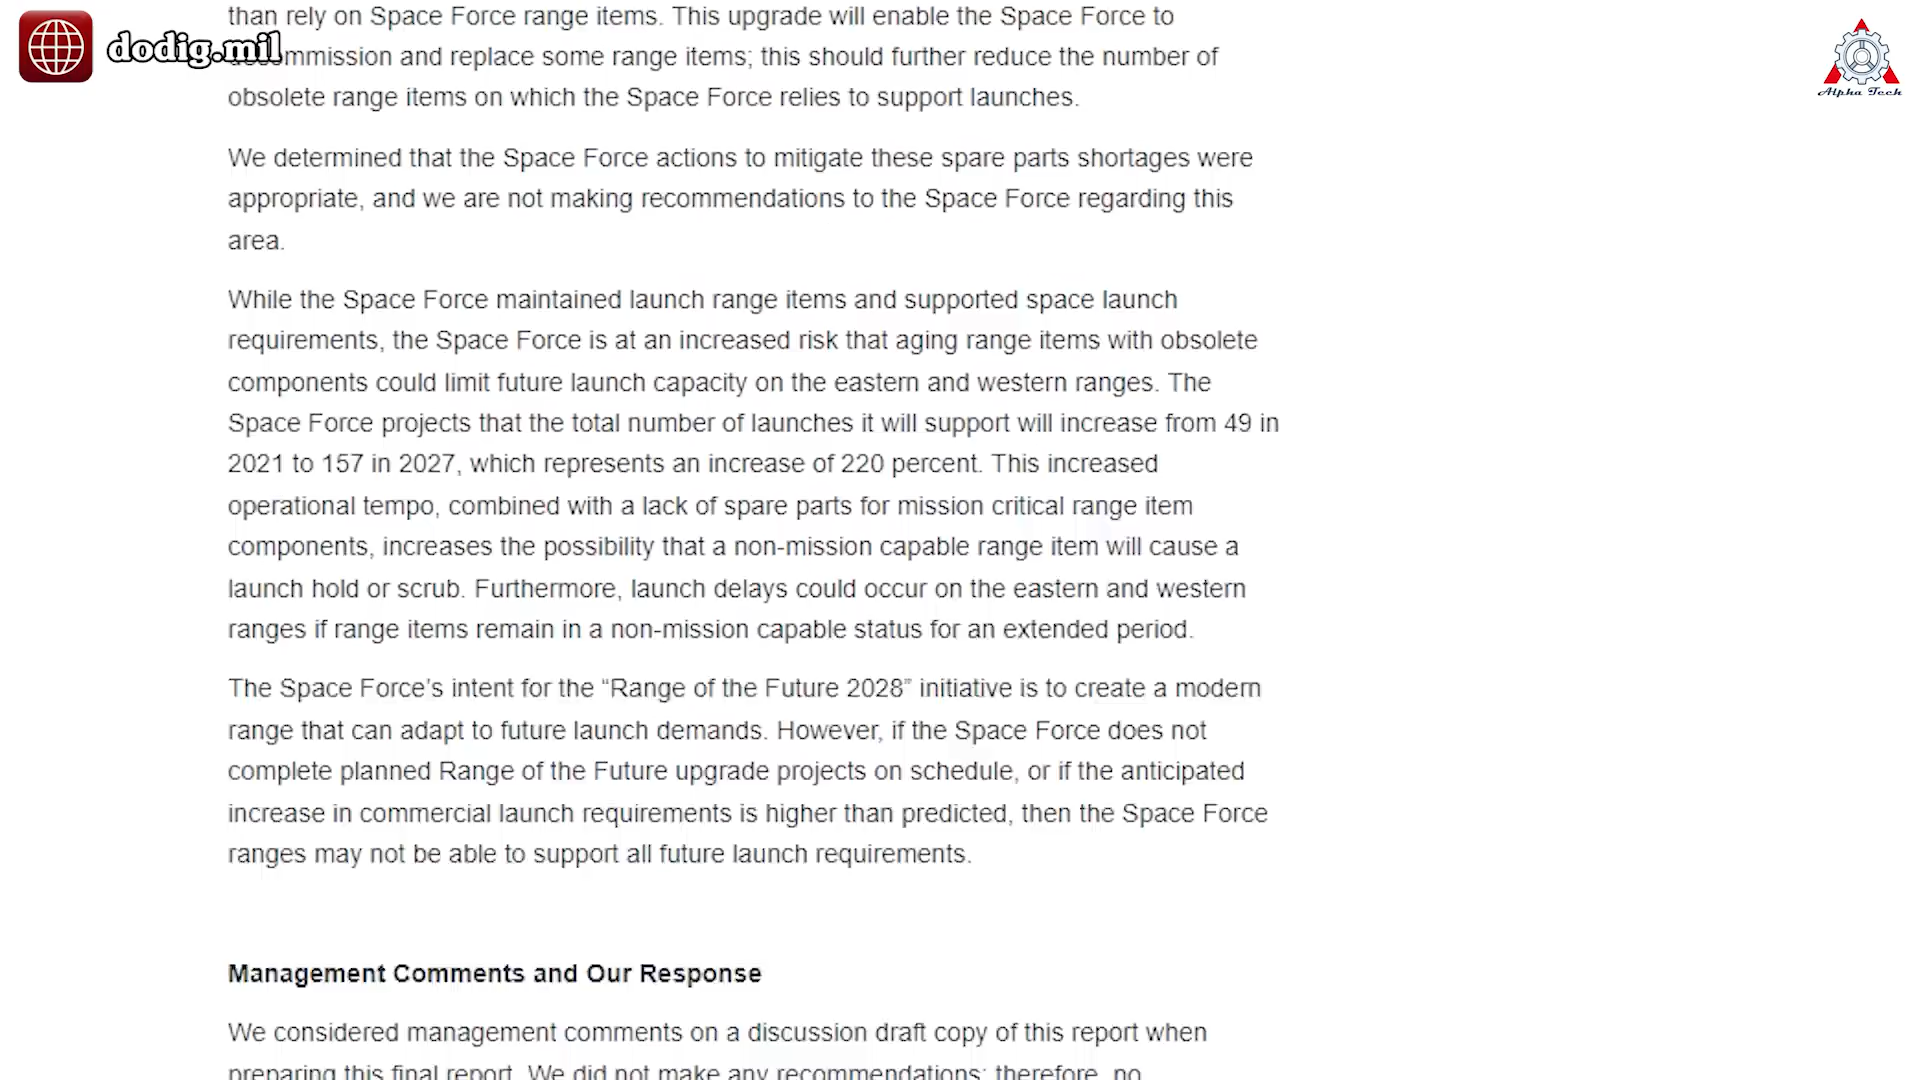 than rely on Space Force range items. This upgrade will enable the Space Force to
dodig.mil
mmission and replace some range items; this should further reduce the number of
obsolete range items on which the Space Force relies to support launches.
Alpha Tech
We determined that the Space Force actions to mitigate these spare parts shortages were
appropriate, and we are not making recommendations to the Space Force regarding this
area.
While the Space Force maintained launch range items and supported space launch
requirements, the Space Force is at an increased risk that aging range items with obsolete
components could limit future launch capacity on the eastern and western ranges. The
Space Force projects that the total number of launches it will support will increase from 49 in
2021 to 157 in 2027, which represents an increase of 220 percent. This increased
operational tempo, combined with a lack of spare parts for mission critical range item
components, increases the possibility that a non-mission capable range item will cause a
launch hold or scrub. Furthermore, launch delays could occur on the eastern and western
ranges if range items remain in a non-mission capable status for an extended period.
The Space Force’s intent for the “Range of the Future 2028” initiative is to create a modern
range that can adapt to future launch demands. However, if the Space Force does not
complete planned Range of the Future upgrade projects on schedule, or if the anticipated
increase in commercial launch requirements is higher than predicted, then the Space Force
ranges may not be able to support all future launch requirements.
Management Comments and Our Response
We considered management comments on a discussion draft copy of this report when
preparing this final report. We did not make any recommendations; therefore, no